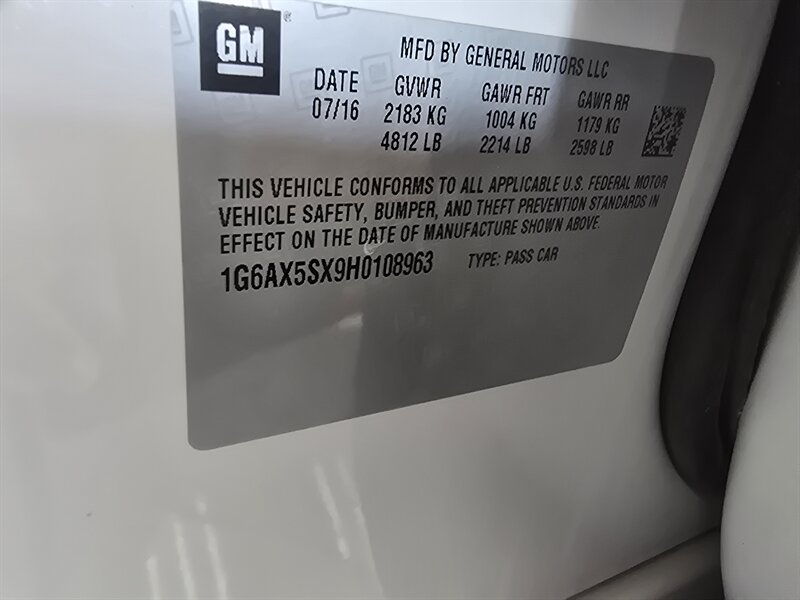 GM
MFD BY GENERAL MOTORS LLC
DATE GVWR GAWR FRT GAWR RR
07/16 2183 KG 1004 KG 1179 KG
4812 LB 2214 LB 2598 LB
THIS VEHICLE CONFORMS TO ALL APPLICABLE U.S. FEDERAL MOTOR
VEHICLE SAFETY, BUMPER, AND THEFT PREVENTION STANDARDS IN
EFFECT ON THE DATE OF MANUFACTURE SHOWN ABOVE.
1G6AX5SX9H0108963 TYPE: PASS CAR